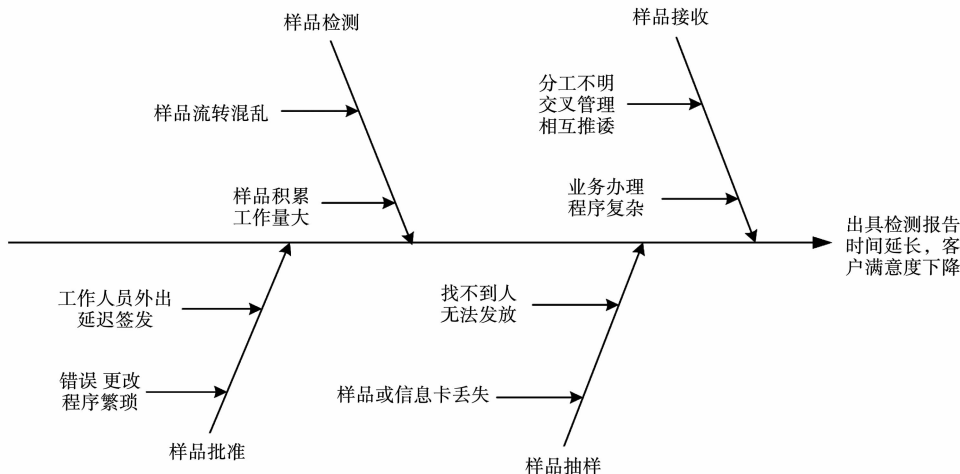 样品检测
样品接收
样品流转混乱
分工不明
交叉管理
相互推诿
样品积累
工作量大
业务办理
程序复杂
出具检测报告
时间延长，客
户满意度下降
工作人员外出
延迟签发
找不到人
无法发放
错误 更改
程序繁琐
样品或信息卡丢失
样品批准
样品抽样